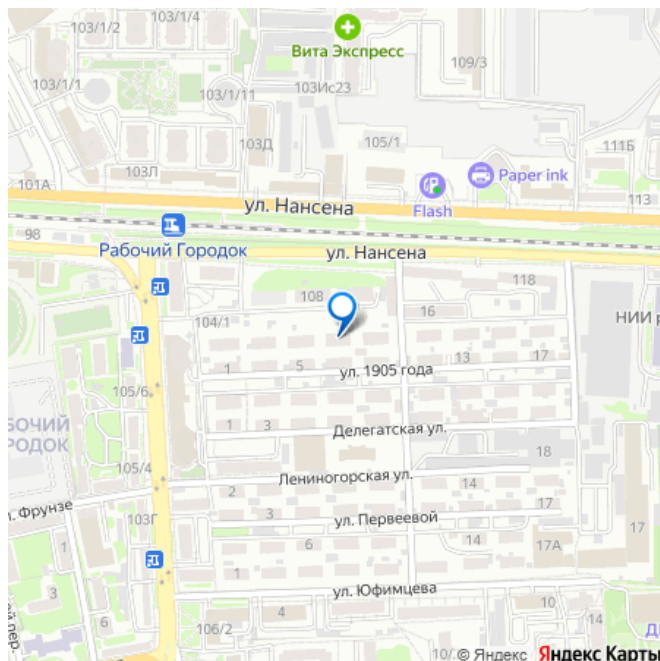 103/1/2
103/1/4
Вита Экспресс
109/3
103/1/1
103Ис23
103/1/11
103Д
105/1
111Б
103Л
Paper ink
101А
113
ул. Нансена
Flash
98
Рабочий Городок
ул. Нансена
118
108
16
104/1
НИИ р
1
5
13
17
ул. 1905 года
105/6
1
3
Делегатская ул.
БОЧИЙ
РОДОК
18
105/4
Лениногорская ул.
2
14
л. Фрунзе
103Г
3
17
ул. Первеевой
1
6
14
17А
17
3
1
ул. Юфимцева
4
10
14
106/2
ой пер.
10/
© Яндекс Яндекс Карты